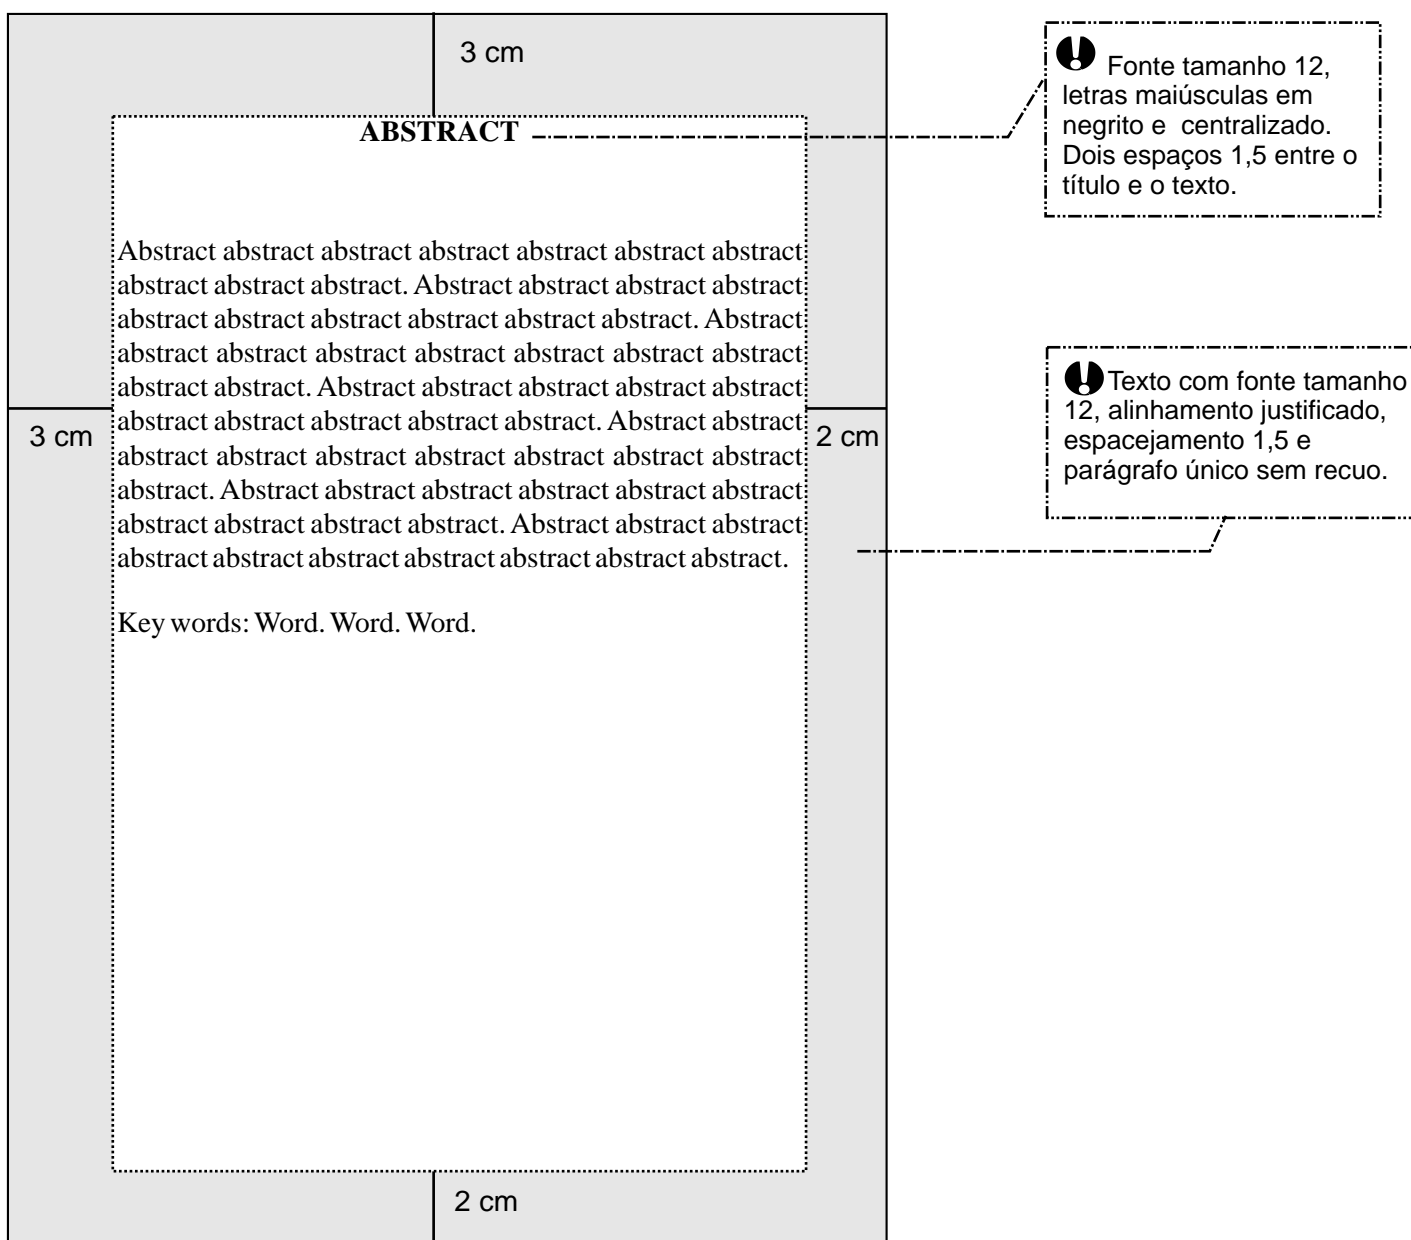 3 cm
ABSTRACT
Abstract abstract abstract abstract abstract abstract abstract
abstract abstract abstract. Abstract abstract abstract abstract
abstract abstract abstract abstract abstract abstract. Abstract
abstract abstract abstract abstract abstract abstract abstract
abstract abstract. Abstract abstract abstract abstract abstract
abstract abstract abstract abstract abstract. Abstract abstract
abstract abstract abstract abstract abstract abstract abstract
abstract. Abstract abstract abstract abstract abstract abstract
abstract abstract abstract abstract. Abstract abstract abstract
abstract abstract abstract abstract abstract abstract abstract.
Key words: Word. Word. Word.
3 cm
2 cm
2 cm
! Fonte tamanho 12,
letras maiúsculas em
negrito e centralizado.
Dois espaços 1,5 entre o
título e o texto.
! Texto com fonte tamanho
12, alinhamento justificado,
espacejamento 1,5 e
parágrafo único sem recuo.